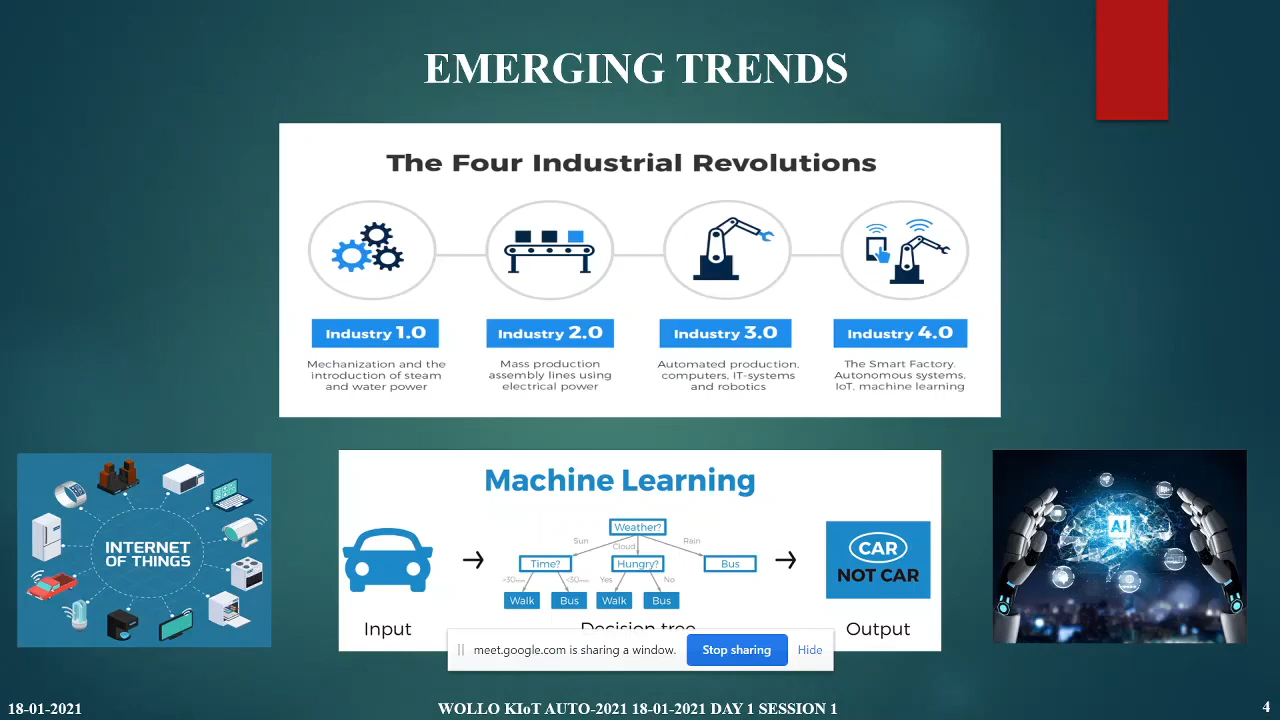 EMERGING TRENDS
The Four Industrial Revolutions
Industry 1.0
Mechanization and the
introduction of steam
and water power
Industry 2.0
Mass production
assembly lines using
electrical power
Industry 3.0
Automated production,
computers, IT-systems
and robotics
Industry 4.0
The Smart Factory.
Autonomous systems,
IoT, machine learning
INTERNET
OF THINGS
Machine Learning
Weather?
Sun
Cloud
Rain
Time?
Hungry?
Bus
>30min
<30min
Yes
No
Walk
Bus
Walk
Bus
Input
Decision tree
CAR
NOT CAR
Output
AI
meet.google.com is sharing a window.
Stop sharing
Hide
18-01-2021
WOLLO KIoT AUTO-2021 18-01-2021 DAY 1 SESSION 1
4